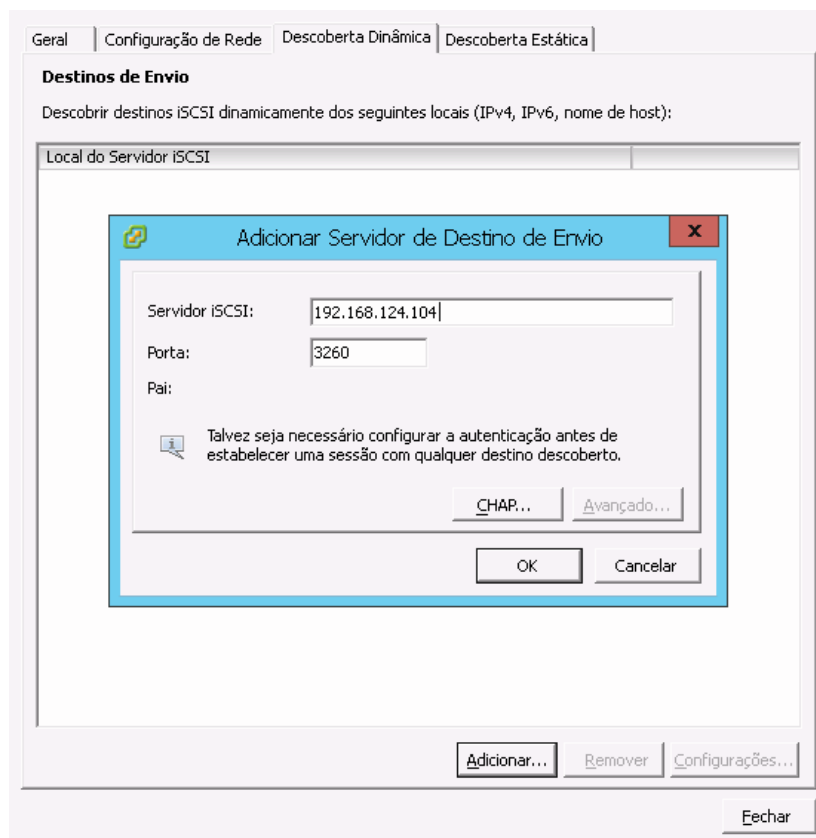 Geral
Configuração de Rede
Descoberta Dinâmica
Descoberta Estática
Destinos de Envio
Descobrir destinos iSCSI dinamicamente dos seguintes locais (IPv4, IPv6, nome de host):
Local do Servidor iSCSI
Adicionar Servidor de Destino de Envio
x
Servidor iSCSI:
192.168.124.104
Porta:
3260
Pai:
Talvez seja necessário configurar a autenticação antes de
estabelecer uma sessão com qualquer destino descoberto.
CHAP...
Avançado...
OK
Cancelar
Adicionar...
Remover
Configurações...
Fechar